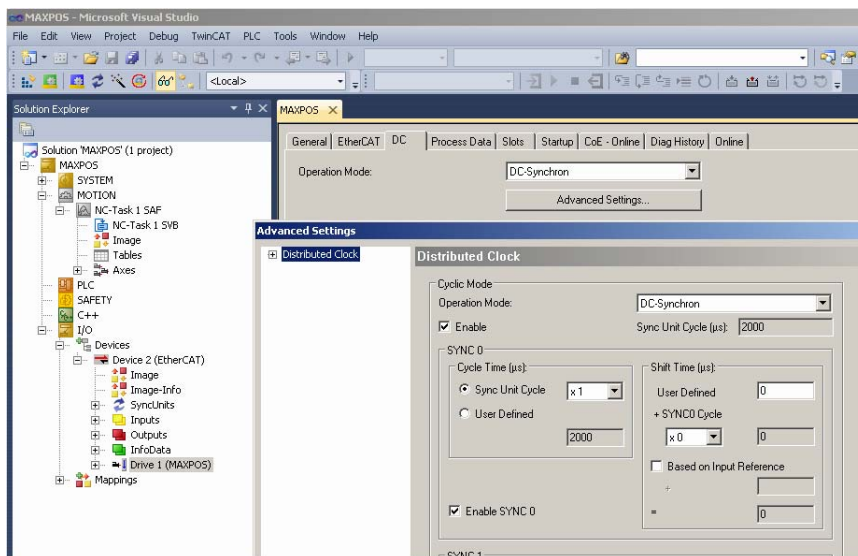 MAXPOS - Microsoft Visual Studio
File Edit View Project Debug TwinCAT PLC Tools Window Help
<Local>
Solution Explorer
MAXPOS
Solution 'MAXPOS' (1 project)
MAXPOS
SYSTEM
MOTION
NC-Task 1 SAF
NC-Task 1 SVB
Image
Tables
Axes
PLC
SAFETY
C++
I/O
Devices
Device 2 (EtherCAT)
Image
Image-Info
SyncUnits
Inputs
Outputs
InfoData
Drive 1 (MAXPOS)
Mappings
General EtherCAT DC Process Data Slots Startup CoE - Online Diag History Online
Operation Mode: DC-Synchron
Advanced Settings...
Advanced Settings
Distributed Clock
Distributed Clock
Cyclic Mode
Operation Mode: DC-Synchron
Enable Sync Unit Cycle (µs): 2000
SYNC 0
Cycle Time (µs): Shift Time (µs):
Sync Unit Cycle x 1 User Defined 0
User Defined + SYNC0 Cycle
2000 x 0 0
Based on Input Reference
+
Enable SYNC 0 = 0
SYNC 1